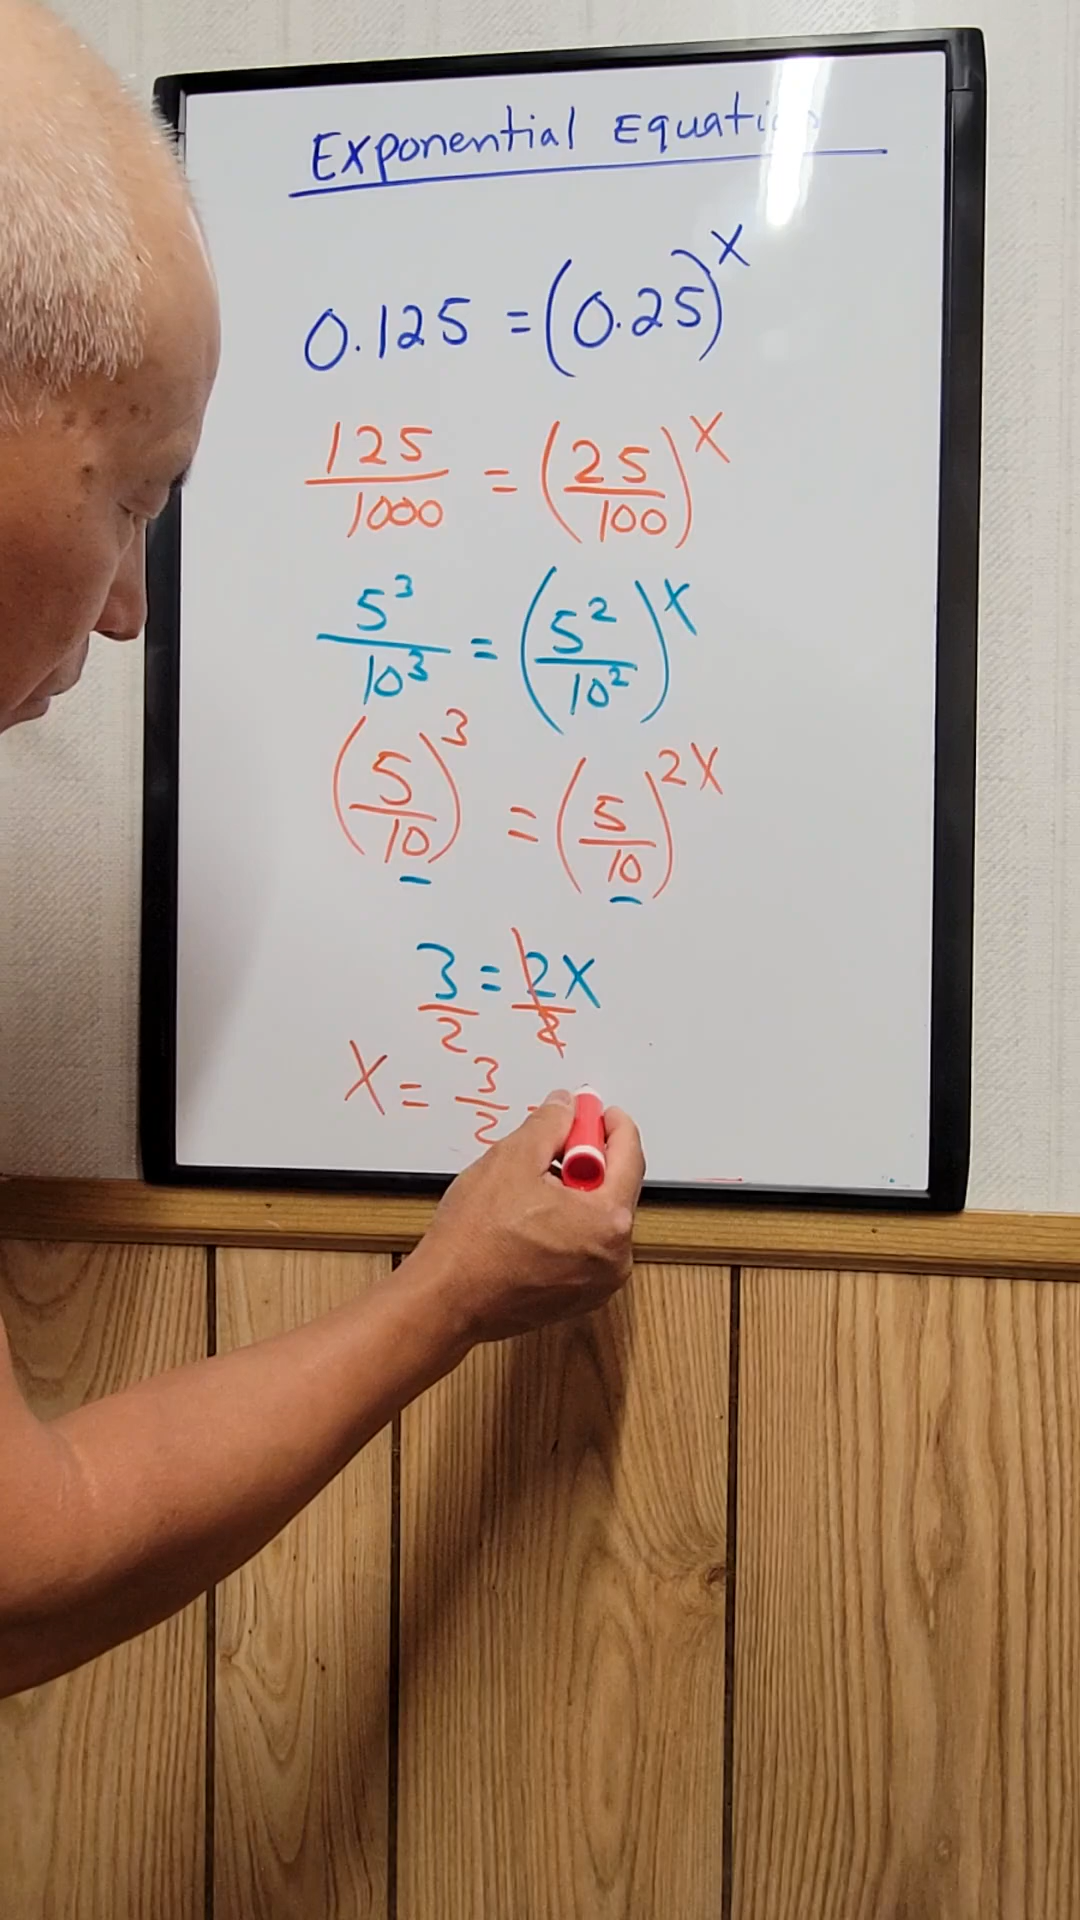 Exponential Equation
0.125 = (0.25)^x
125/1000 = (25/100)^x
5^3/10^3 = (5^2/10^2)^x
(5/10)^3 = (5/10)^2x
3/2 = 2x/2
x = 3/2 =